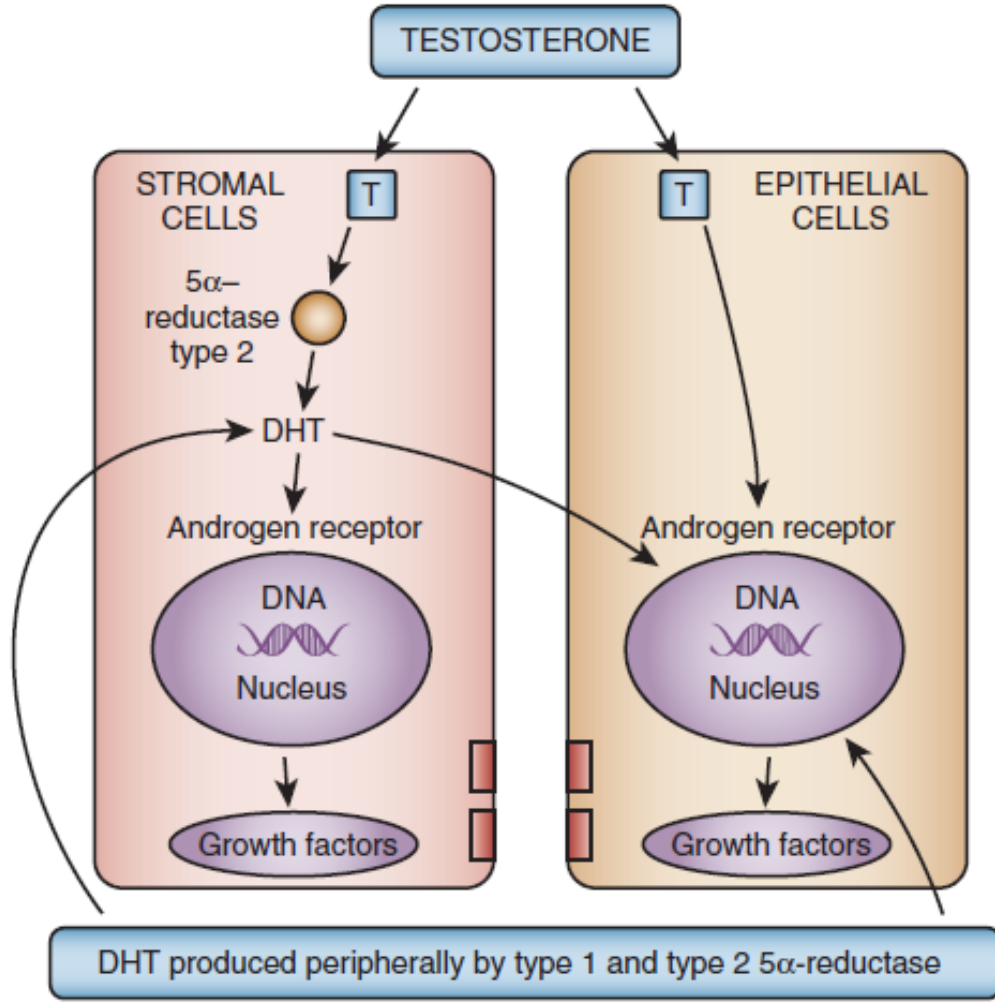 TESTOSTERONE
STROMAL
CELLS
T
5α–
reductase
type 2
DHT
Androgen receptor
DNA
Nucleus
Growth factors
T
EPITHELIAL
CELLS
Androgen receptor
DNA
Nucleus
Growth factors
DHT produced peripherally by type 1 and type 2 5α-reductase